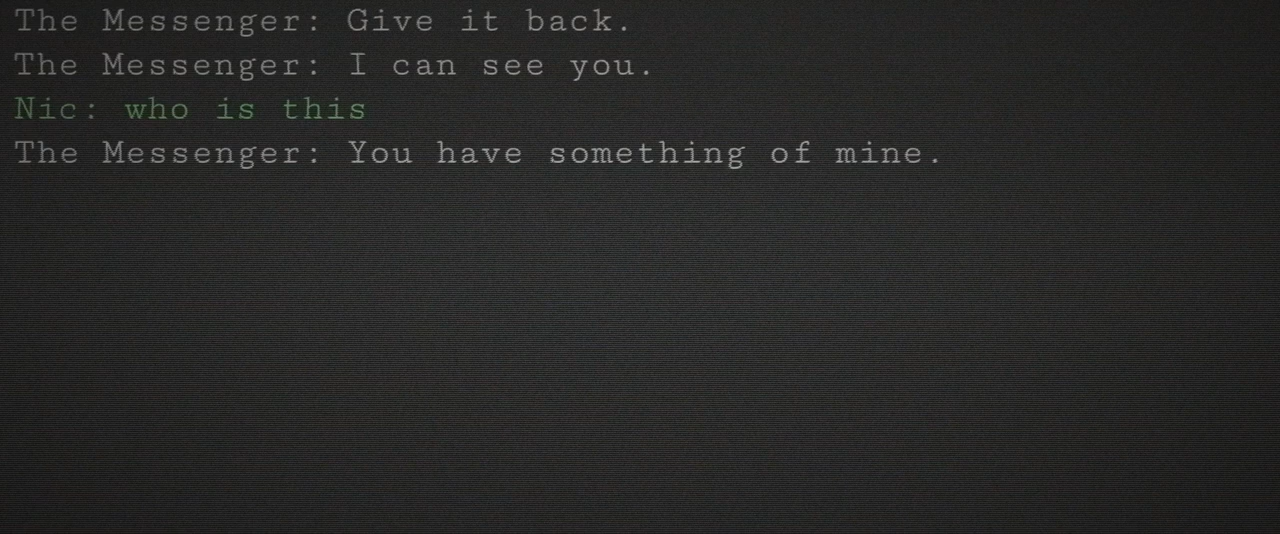 The Messenger: Give it back.
The Messenger: I can see you.
Nic: who is this
The Messenger: You have something of mine.